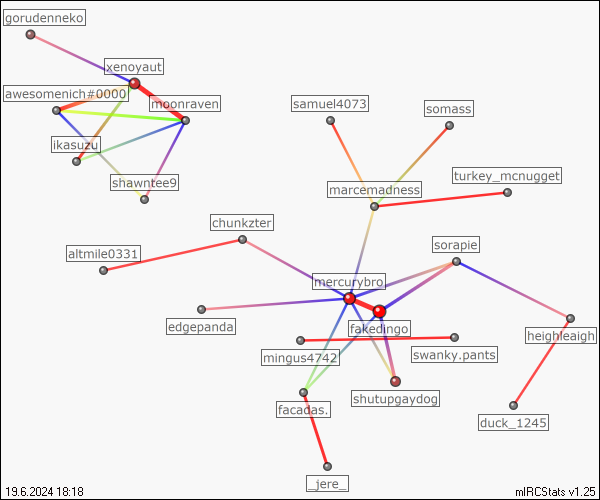 gorudenneko
xenoyaut
awesomenich#0000
moonraven
samuel4073
somass
ikasuzu
shawntee9
turkey_mcnugget
marcemadness
chunkzter
sorapie
altmile0331
mercurybro
edgepanda
fakedingo
heighleaigh
mingus4742
swanky.pants
shutupgaydog
facadas.
duck_1245
_jere_
19.6.2024 18:18
mIRCStats v1.25